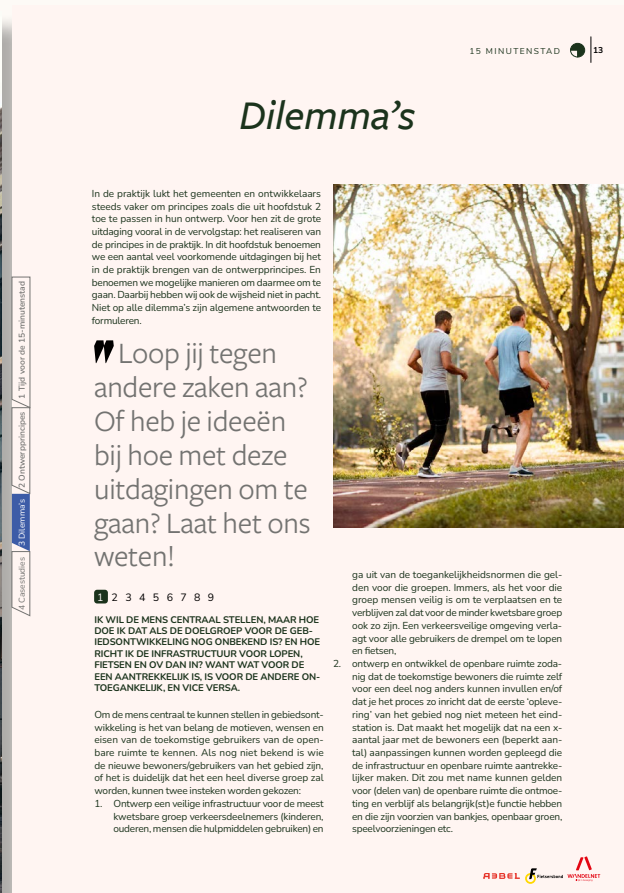 15 MINUTENSTAD
13
Dilemma’s
In de praktijk lukt het gemeenten en ontwikkelaars
steeds vaker om principes zoals die uit hoofdstuk 2
toe te passen in hun ontwerp. Voor hen zit de grote
uitdaging vooral in de vervolgstap: het realiseren van
de principes in de praktijk. In dit hoofdstuk benoemen
we een aantal veel voorkomende uitdagingen bij het
in de praktijk brengen van de ontwerpprincipes. En
benoemen we mogelijke manieren om daarmee om te
gaan. Daarbij hebben wij ook de wijsheid niet in pacht.
Niet op alle dilemma’s zijn algemene antwoorden te
formuleren.
Loop jij tegen
andere zaken aan?
Of heb je ideeën
bij hoe met deze
uitdagingen om te
gaan? Laat het ons
weten!
1 2 3 4 5 6 7 8 9
IK WIL DE MENS CENTRAAL STELLEN, MAAR HOE
DOE IK DAT ALS DE DOELGROEP VOOR DE GEB-
IEDSONTWIKKELING NOG ONBEKEND IS? EN HOE
RICHT IK DE INFRASTRUCTUUR VOOR LOPEN,
FIETSEN EN OV DAN IN? WANT WAT VOOR DE
EEN AANTREKKELIJK IS, IS VOOR DE ANDERE ON-
TOEGANKELIJK, EN VICE VERSA.
Om de mens centraal te kunnen stellen in gebiedsont-
wikkeling is het van belang de motieven, wensen en
eisen van de toekomstige gebruikers van de open-
bare ruimte te kennen. Als nog niet bekend is wie
de nieuwe bewoners/gebruikers van het gebied zijn,
of het is duidelijk dat het een heel diverse groep zal
worden, kunnen twee insteken worden gekozen:
1. Ontwerp een veilige infrastructuur voor de meest
kwetsbare groep verkeersdeelnemers (kinderen,
ouderen, mensen die hulpmiddelen gebruiken) en
ga uit van de toegankelijkheidsnormen die gel-
den voor die groepen. Immers, als het voor die
groep mensen veilig is om te verplaatsen en te
verblijven zal dat voor de minder kwetsbare groep
ook zo zijn. Een verkeersveilige omgeving verla-
agt voor alle gebruikers de drempel om te lopen
en fietsen,
2. ontwerp en ontwikkel de openbare ruimte zoda-
nig dat de toekomstige bewoners die ruimte zelf
voor een deel nog anders kunnen invullen en/of
dat je het proces zo inricht dat de eerste ‘opleve-
ring’ van het gebied nog niet meteen het eind-
station is. Dat maakt het mogelijk dat na een x-
aantal jaar met de bewoners een (beperkt aan-
tal) aanpassingen kunnen worden gepleegd die
de infrastructuur en openbare ruimte aantrekke-
lijker maken. Dit zou met name kunnen gelden
voor (delen van) de openbare ruimte die ontmoe-
ting en verblijf als belangrijk(st)e functie hebben
en die zijn voorzien van bankjes, openbaar groen,
speelvoorzieningen etc.
1 Tijd voor de 15-minutenstad
2 Ontwerpprincipes
3 Dilemma’s
4 Casestudies
Fietsersbond
WANDELNET